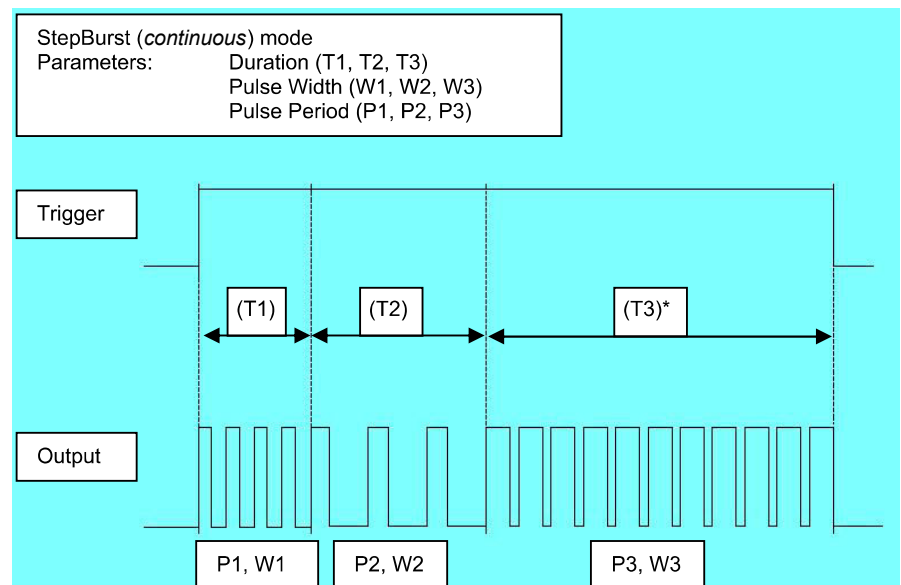 StepBurst (continuous) mode
Parameters: Duration (T1, T2, T3)
Pulse Width (W1, W2, W3)
Pulse Period (P1, P2, P3)
Trigger
(T1)
(T2)
(T3)*
Output
P1, W1
P2, W2
P3, W3